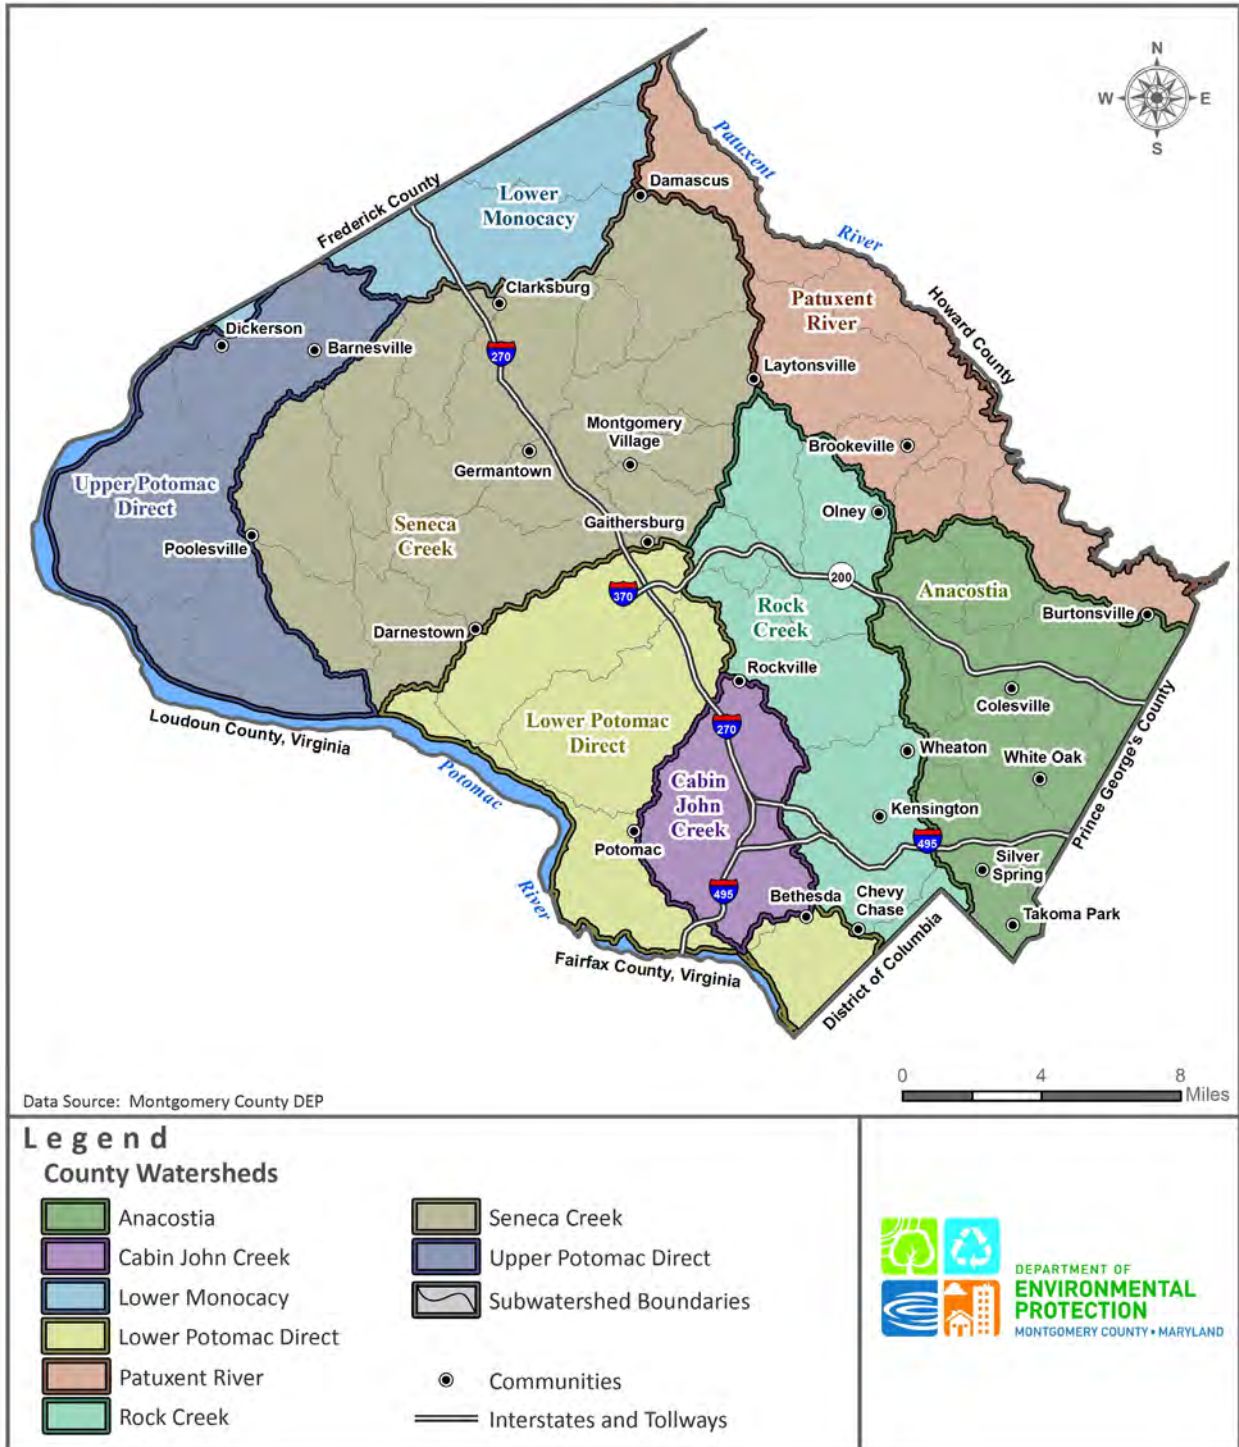 N
W
E
S
Patuxent
River
Damascus
Lower
Monocacy
Frederick County
Clarksburg
Patuxent
River
Howard County
Dickerson
Barnesville
270
Laytonsville
Montgomery
Village
Brookeville
Germantown
Upper Potomac
Direct
Olney
Gaithersburg
Seneca
Creek
Poolesville
200
370
Anacostia
Rock
Creek
Burtonsville
Darnestown
Rockville
Colesville
Loudoun County, Virginia
Lower Potomac
Direct
270
Wheaton
White Oak
Potomac
Cabin
John
Creek
Kensington
Prince George's County
Potomac
495
Silver
Spring
River
495
Bethesda
Chevy
Chase
Takoma Park
Fairfax County, Virginia
District of Columbia
0
4
8
Miles
Data Source: Montgomery County DEP
Legend
County Watersheds
Anacostia
Cabin John Creek
Lower Monocacy
Lower Potomac Direct
Patuxent River
Rock Creek
Seneca Creek
Upper Potomac Direct
Subwatershed Boundaries
Communities
Interstates and Tollways
DEPARTMENT OF
ENVIRONMENTAL
PROTECTION
MONTGOMERY COUNTY • MARYLAND